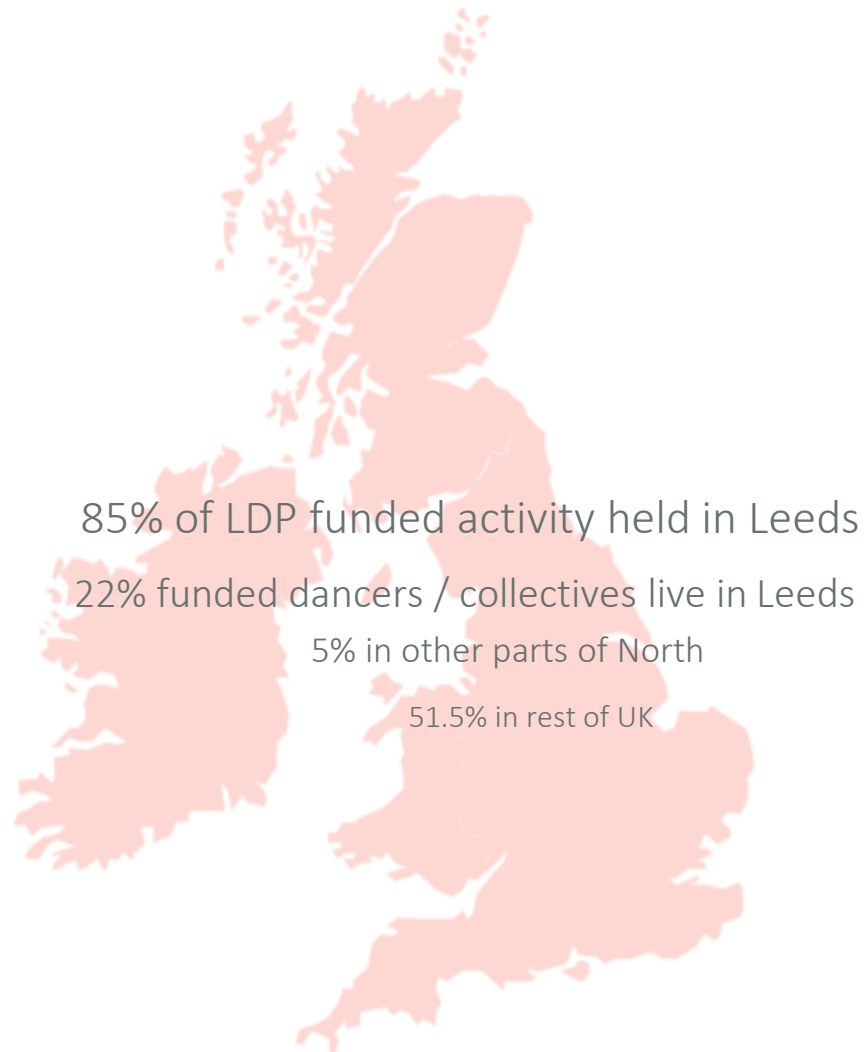 85% of LDP funded activity held in Leeds
22% funded dancers / collectives live in Leeds
5% in other parts of North
51.5% in rest of UK